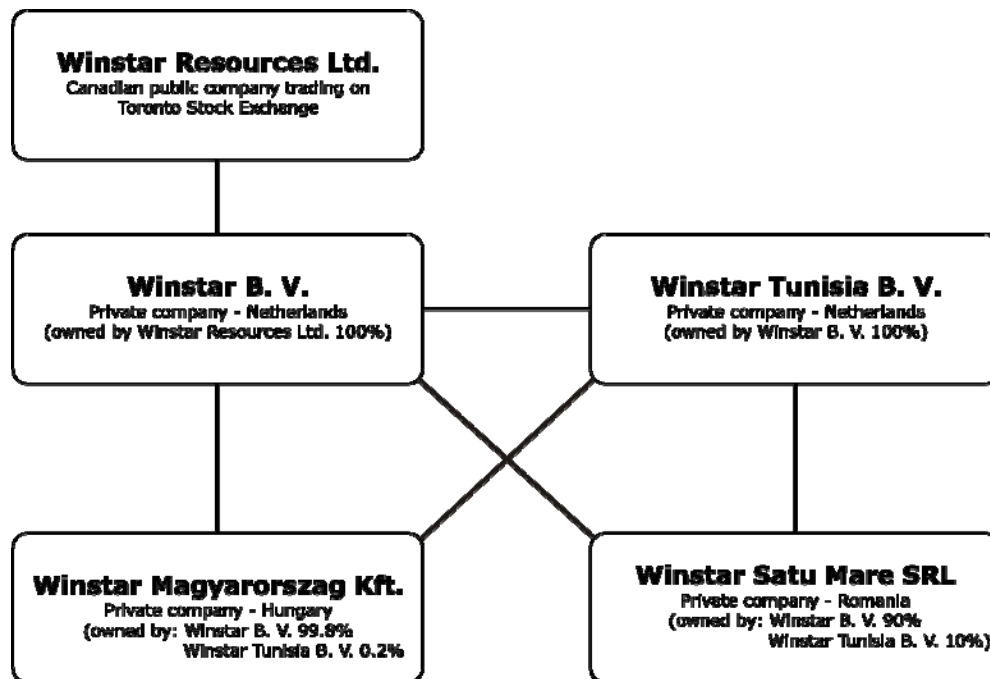 Winstar Resources Ltd.
Canadian public company trading on
Toronto Stock Exchange
Winstar B. V.
Private company - Netherlands
(owned by Winstar Resources Ltd. 100%)
Winstar Tunisia B. V.
Private company - Netherlands
(owned by Winstar B. V. 100%)
Winstar Magyarorszag Kft.
Private company - Hungary
(owned by: Winstar B. V. 99.8%
Winstar Tunisia B. V. 0.2%
Winstar Satu Mare SRL
Private company - Romania
(owned by: Winstar B. V. 90%
Winstar Tunisia B. V. 10%)